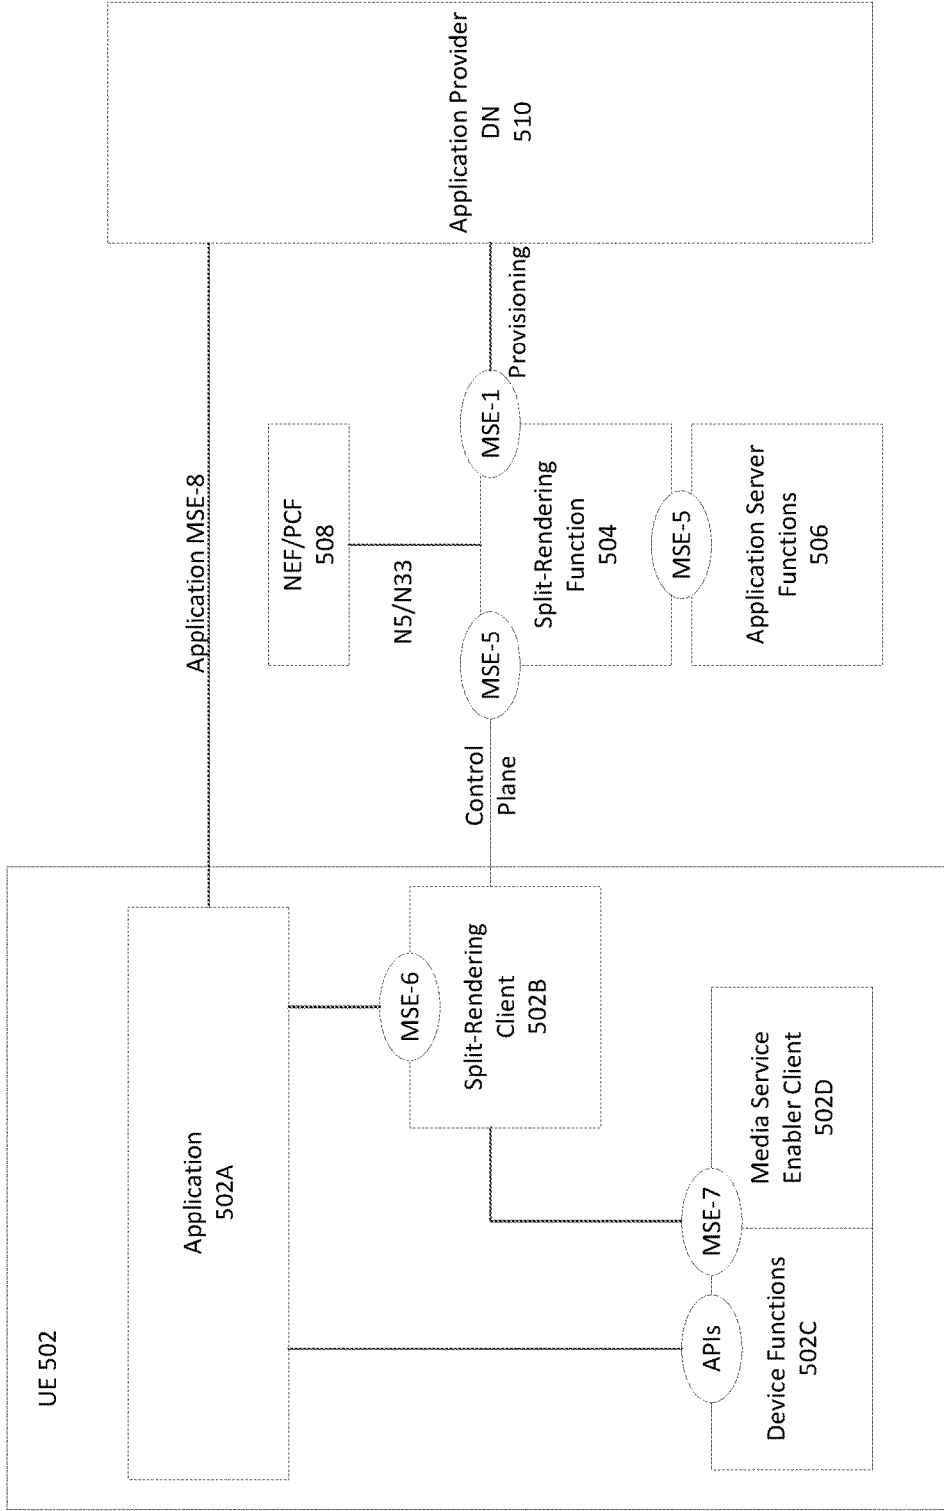 UE 502
Application
502A
Application MSE-8
MSE-6
Split-Rendering
Client
502B
APIs
MSE-7
Device Functions
502C
Media Service
Enabler Client
502D
Control
Plane
NEF/PCF
508
N5/N33
MSE-5
MSE-1
Split-Rendering
Function
504
MSE-5
Application Server
Functions
506
Provisioning
Application Provider
DN
510